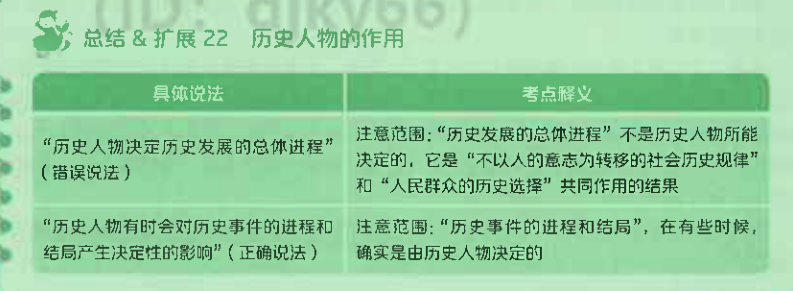 (ID: djky66)
总结 & 扩展 22 历史人物的作用
具体说法
考点释义
“历史人物决定历史发展的总体进程”
(错误说法)
注意范围:“历史发展的总体进程”不是历史人物所能
决定的,它是“不以人的意志为转移的社会历史规律”
和“人民群众的历史选择”共同作用的结果
“历史人物有时会对历史事件的进程和
结局产生决定性的影响”(正确说法)
注意范围:“历史事件的进程和结局”,在有些时候,
确实是由历史人物决定的